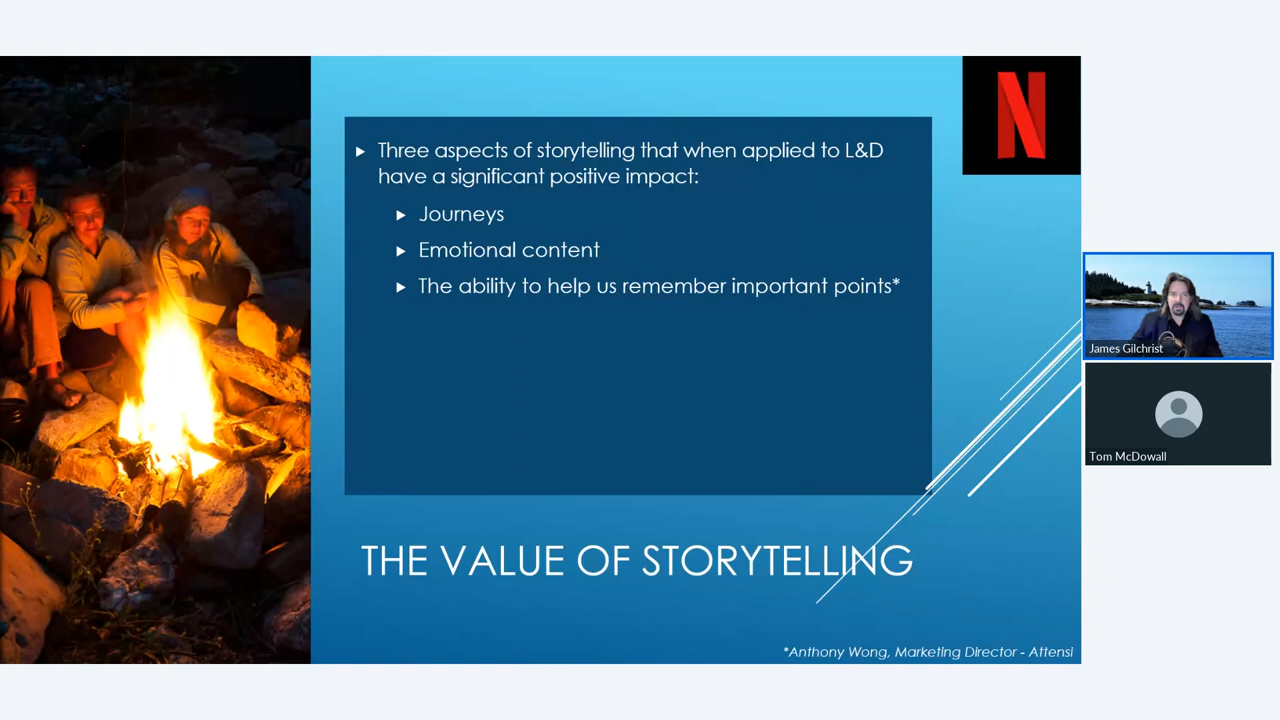 Three aspects of storytelling that when applied to L&D
have a significant positive impact:
Journeys
Emotional content
The ability to help us remember important points*
THE VALUE OF STORYTELLING
*Anthony Wong, Marketing Director - Attensi
N
James Gilchrist
Tom McDowall